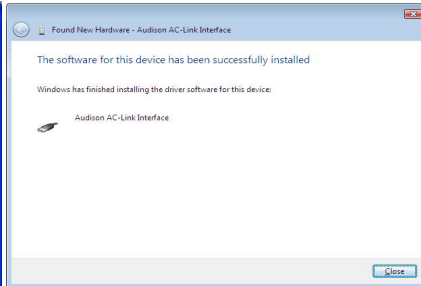 Found New Hardware - Audison AC-Link Interface
The software for this device has been successfully installed
Windows has finished installing the driver software for this device:
Audison AC-Link Interface
Close